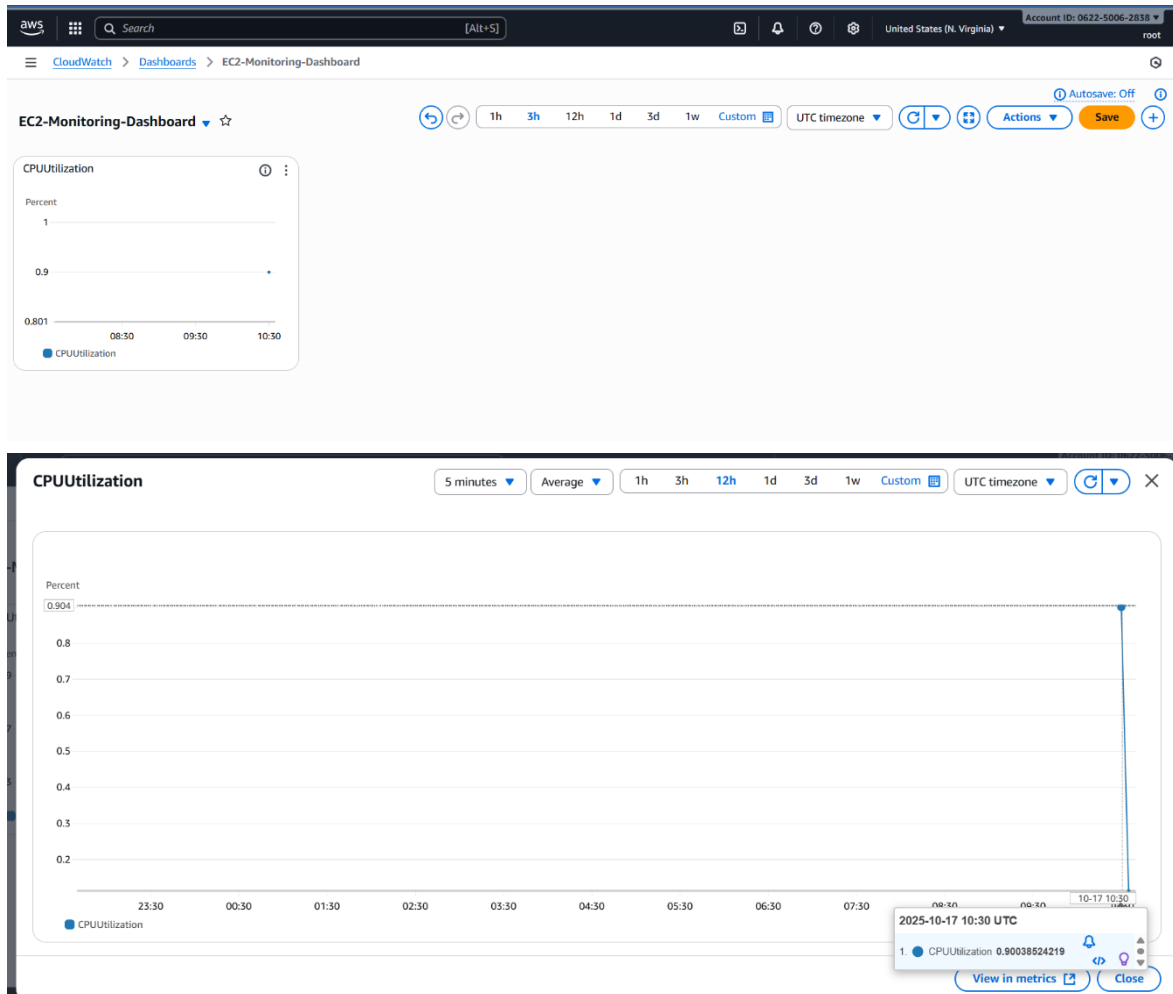 aws Search [Alt+S] United States (N. Virginia) Account ID: 0622-5006-2838
root
CloudWatch > Dashboards > EC2-Monitoring-Dashboard
Autosave: Off
EC2-Monitoring-Dashboard 1h 3h 12h 1d 3d 1w Custom UTC timezone Actions Save
CPUUtilization
Percent
1
0.9
0.801
08:30 09:30 10:30
CPUUtilization
CPUUtilization 5 minutes Average 1h 3h 12h 1d 3d 1w Custom UTC timezone
Percent
0.904
0.8
0.7
0.6
0.5
0.4
0.3
0.2
23:30 00:30 01:30 02:30 03:30 04:30 05:30 06:30 07:30 08:30 09:30 10-17 10:30
CPUUtilization
2025-10-17 10:30 UTC
1. CPUUtilization 0.90038524219
View in metrics Close